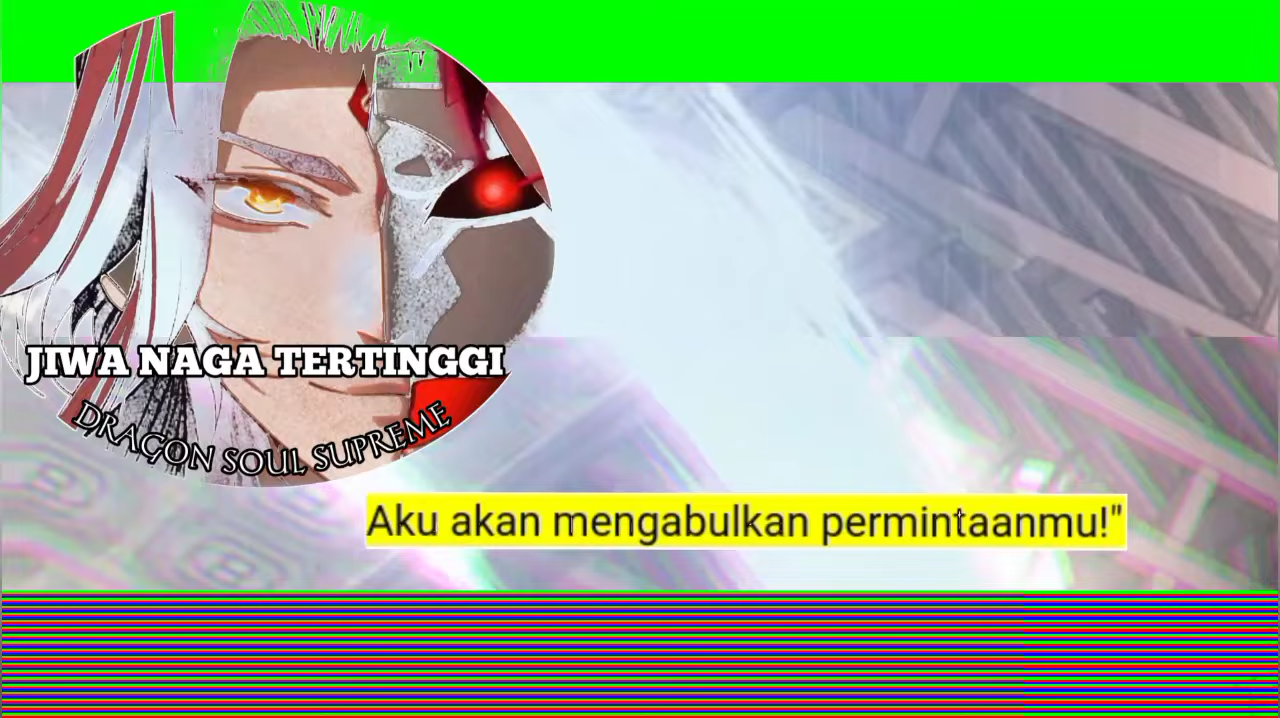 JIWA NAGA TERTINGGI
DRAGON SOUL SUPREME
Aku akan mengabulkan permintaanmu!"